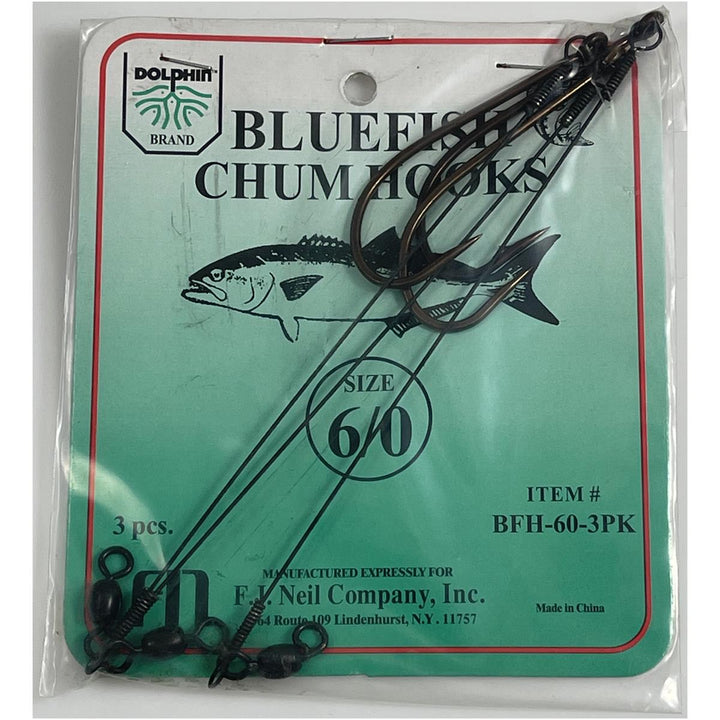 DOLPHIN
BRAND
BLUEFISH
CHUM HOOKS
SIZE
6/0
ITEM #
BFH-60-3PK
3 pcs.
MANUFACTURED EXPRESSLY FOR
F.J. Neil Company, Inc.
64 Route 109 Lindenhurst, N.Y. 11757
Made in China